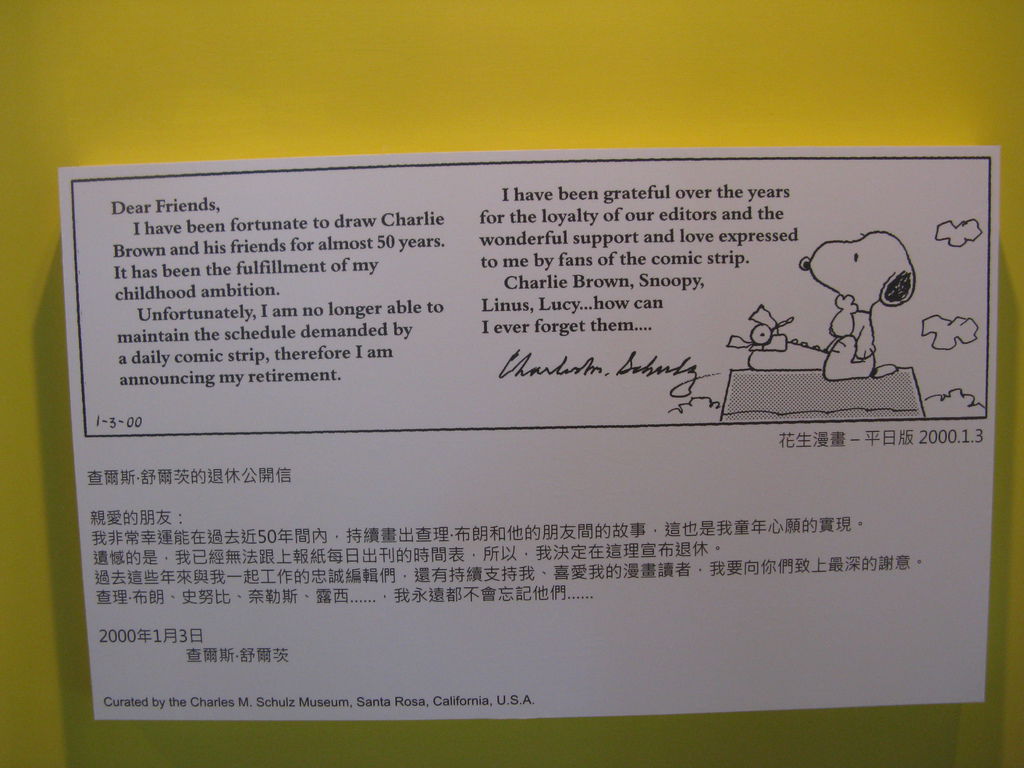 Dear Friends,
I have been fortunate to draw Charlie
Brown and his friends for almost 50 years.
It has been the fulfillment of my
childhood ambition.
Unfortunately, I am no longer able to
maintain the schedule demanded by
a daily comic strip, therefore I am
announcing my retirement.
1-3-00
I have been grateful over the years
for the loyalty of our editors and the
wonderful support and love expressed
to me by fans of the comic strip.
Charlie Brown, Snoopy,
Linus, Lucy...how can
I ever forget them....
Charles M. Schulz
花生漫畫 – 平日版 2000.1.3
查爾斯·舒爾茨的退休公開信
親愛的朋友：
我非常幸運能在過去近50年間內，持續畫出查理·布朗和他的朋友間的故事，這也是我童年心願的實現。
遺憾的是，我已經無法跟上報紙每日出刊的時間表，所以，我決定在這理宣布退休。
過去這些年來與我一起工作的忠誠編輯們，還有持續支持我、喜愛我的漫畫讀者，我要向你們致上最深的謝意。
查理·布朗、史努比、奈勒斯、露西......，我永遠都不會忘記他們......
2000年1月3日
查爾斯·舒爾茨
Curated by the Charles M. Schulz Museum, Santa Rosa, California, U.S.A.